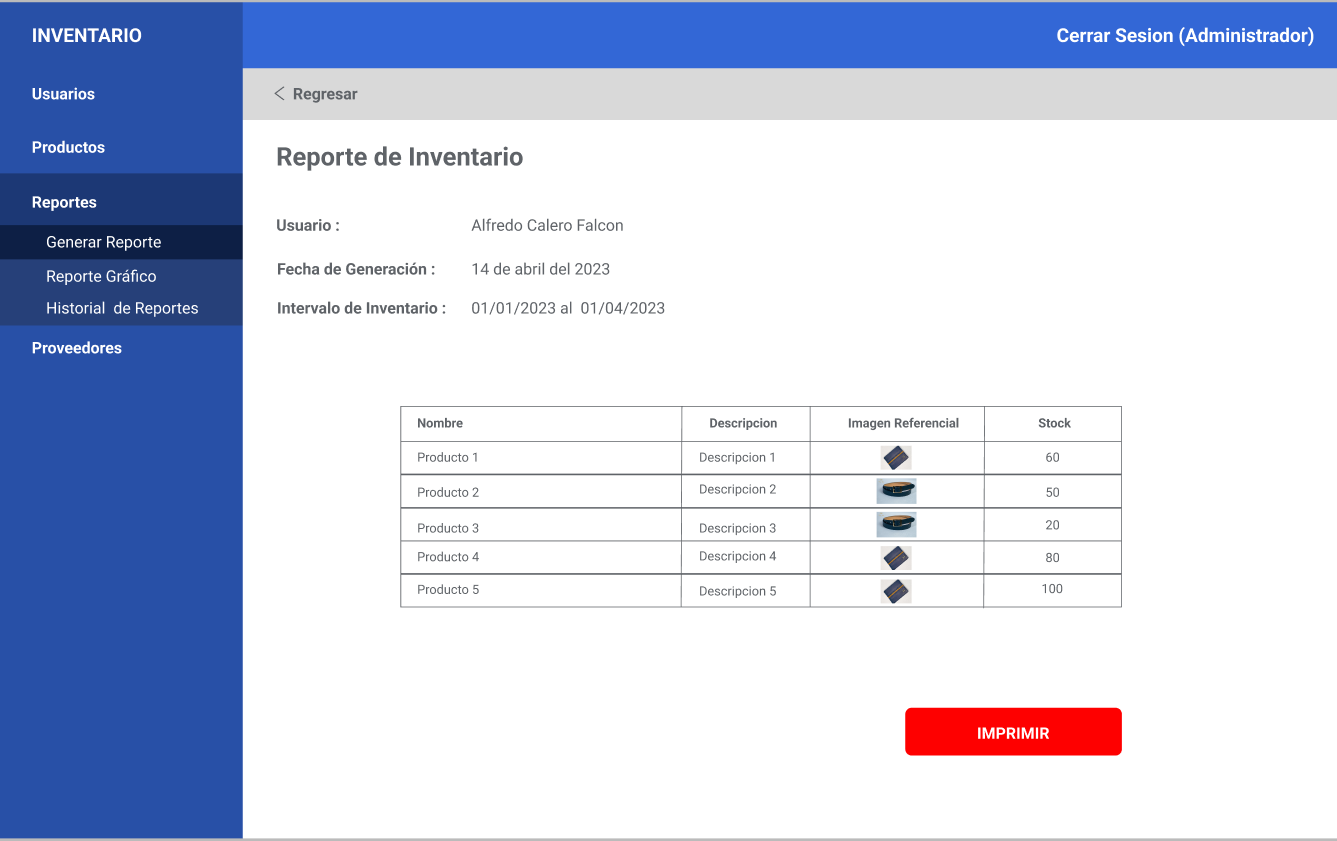 INVENTARIO
Cerrar Sesion (Administrador)
Usuarios
Productos
Reportes
Generar Reporte
Reporte Gráfico
Historial de Reportes
Proveedores
< Regresar
Reporte de Inventario
Usuario : Alfredo Calero Falcon
Fecha de Generación : 14 de abril del 2023
Intervalo de Inventario : 01/01/2023 al 01/04/2023
Nombre Descripcion Imagen Referencial Stock
Producto 1 Descripcion 1 60
Producto 2 Descripcion 2 50
Producto 3 Descripcion 3 20
Producto 4 Descripcion 4 80
Producto 5 Descripcion 5 100
IMPRIMIR